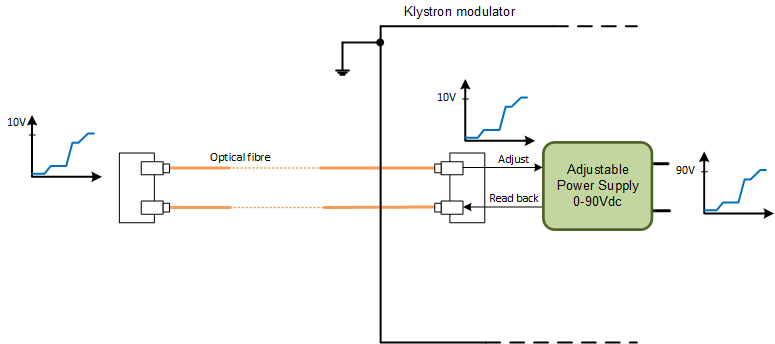 Klystron modulator
10V
10V
Optical fibre
Adjust
Read back
Adjustable
Power Supply
0-90Vdc
90V